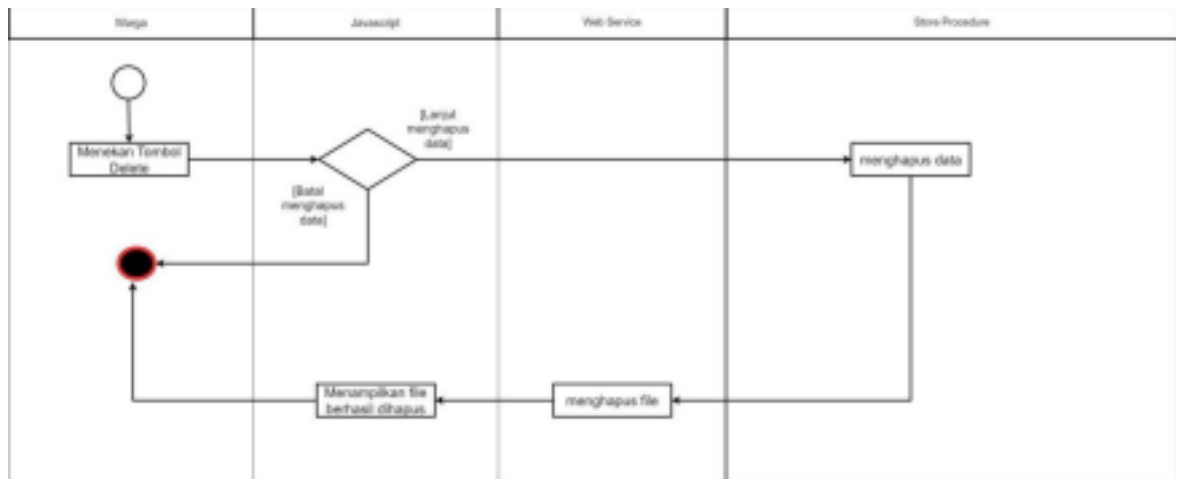 Warga
Javascript
Web Service
Store Procedure
[Lanjut
menghapus
data]
Menekan Tombol
Delete
menghapus data
[Batal
menghapus
data]
Menampilkan file
berhasil dihapus
menghapus file